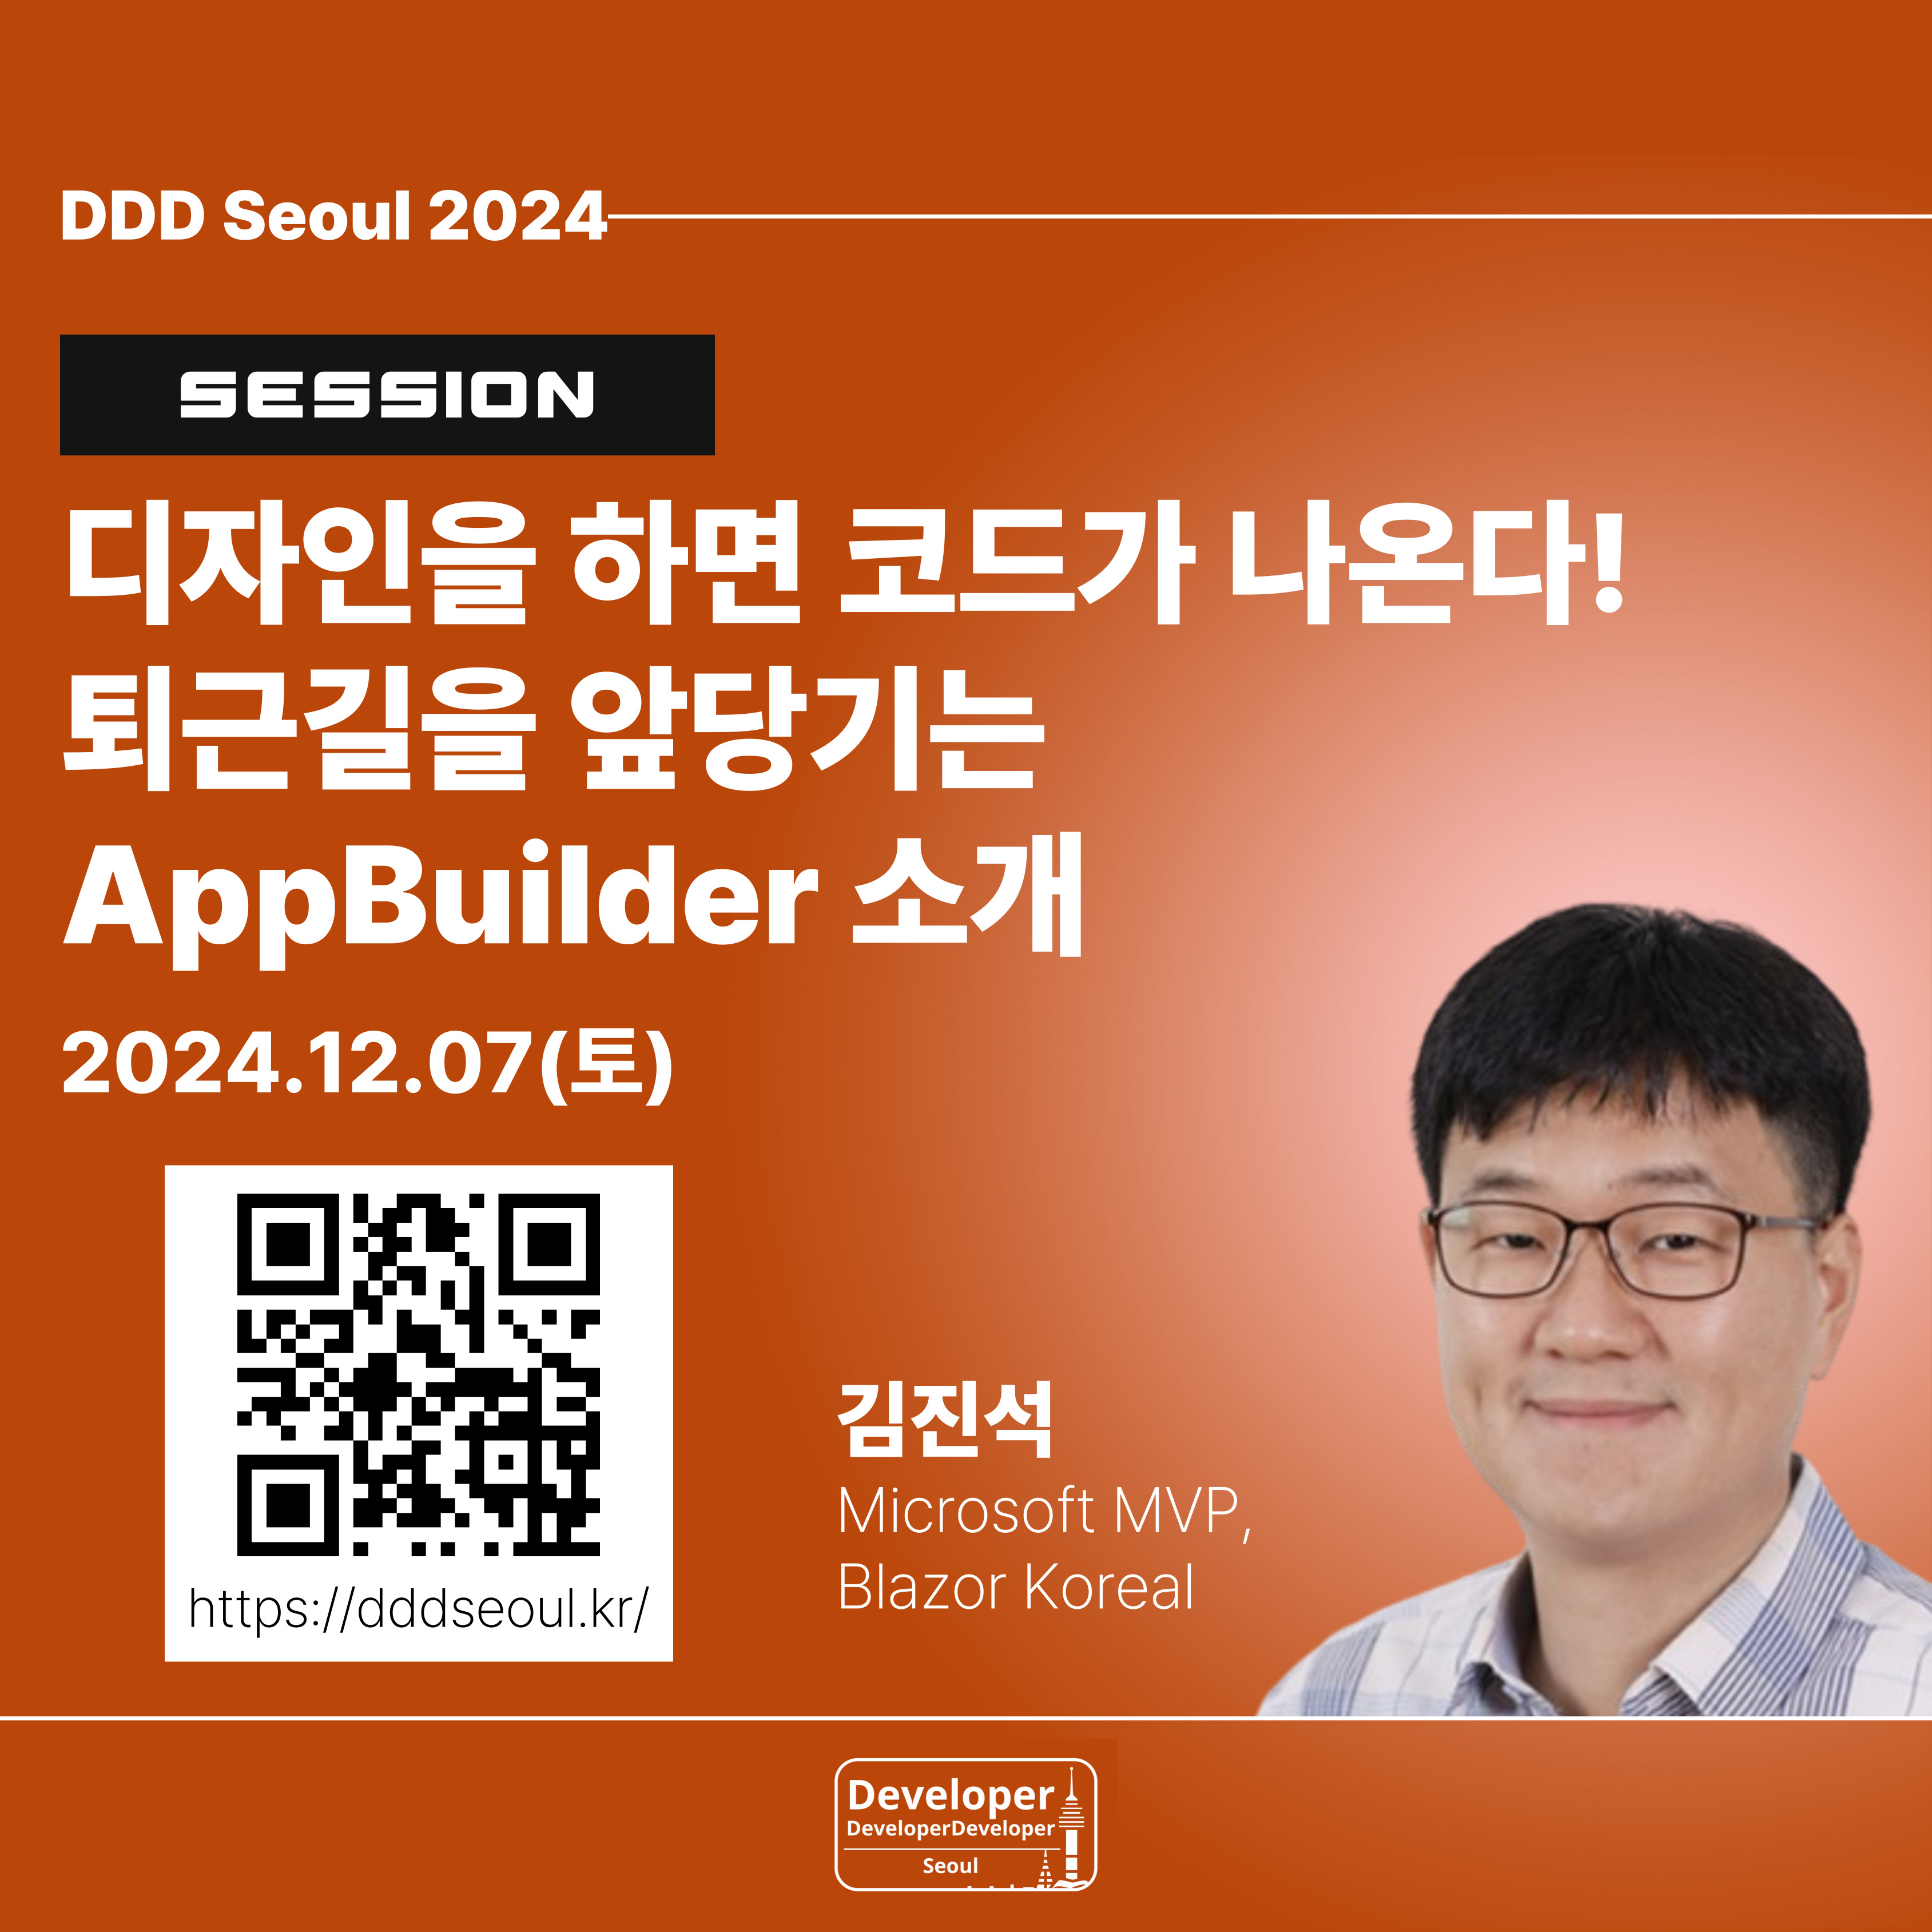 DDD Seoul 2024
SESSION
디자인을 하면 코드가 나온다!
퇴근길을 앞당기는
AppBuilder 소개
2024.12.07(토)
https://dddseoul.kr/
김진석
Microsoft MVP,
Blazor Koreal
Developer
DeveloperDeveloper
Seoul